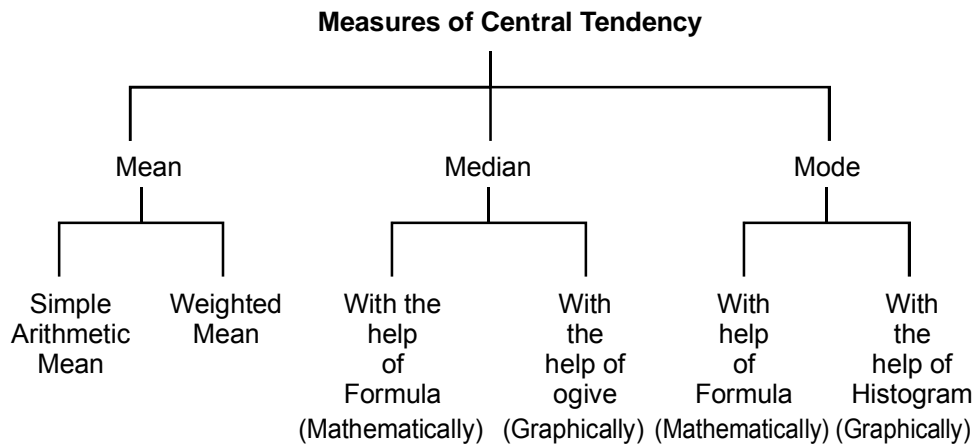 Measures of Central Tendency
Mean
Median
Mode
Simple
Arithmetic
Mean
Weighted
Mean
With the
help
of
Formula
(Mathematically)
With
the
help of
ogive
(Graphically)
With
help
of
Formula
(Mathematically)
With
the
help of
Histogram
(Graphically)